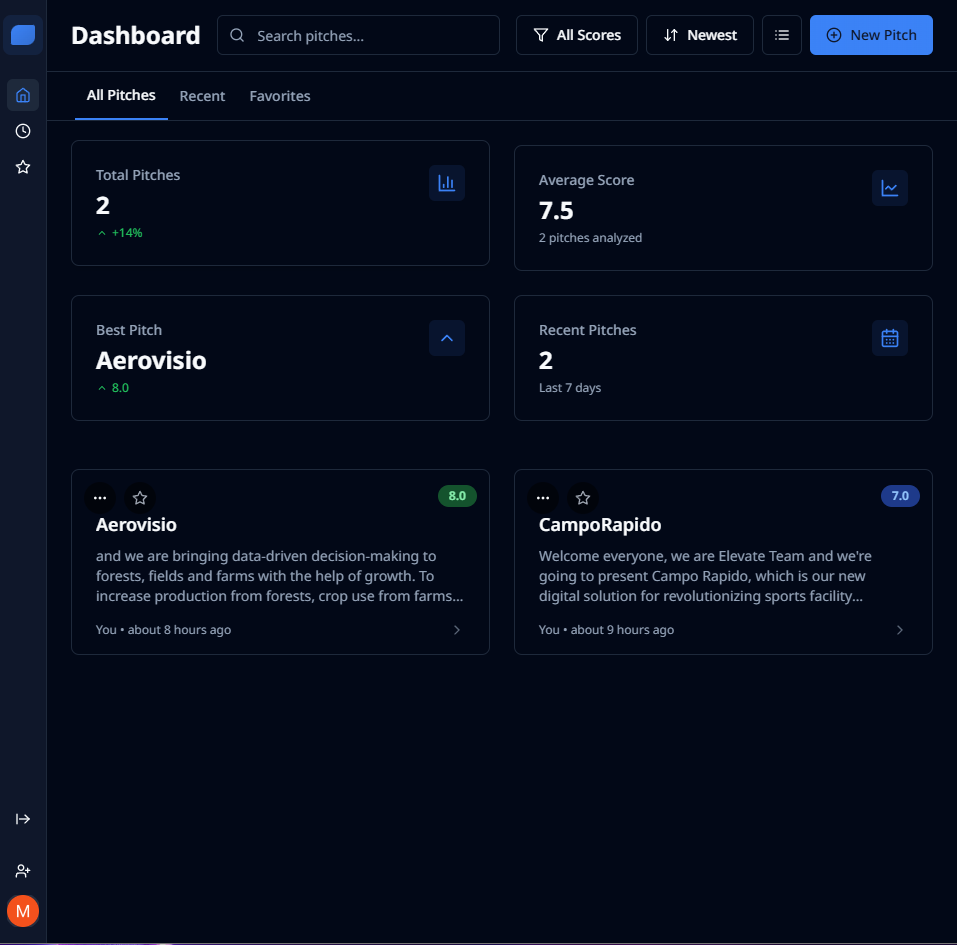 Dashboard
Search pitches...
All Scores
Newest
New Pitch
All Pitches
Recent
Favorites
Total Pitches
2
+14%
Average Score
7.5
2 pitches analyzed
Best Pitch
Aerovisio
8.0
Recent Pitches
2
Last 7 days
8.0
Aerovisio
and we are bringing data-driven decision-making to
forests, fields and farms with the help of growth. To
increase production from forests, crop use from farms...
You • about 8 hours ago
7.0
CampoRapido
Welcome everyone, we are Elevate Team and we're
going to present Campo Rapido, which is our new
digital solution for revolutionizing sports facility...
You • about 9 hours ago
M